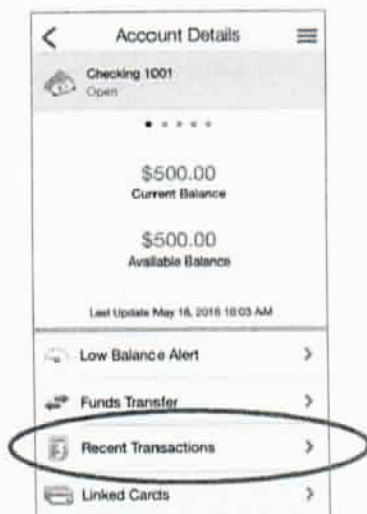 Account Details
Checking 1001
Open
$500.00
Current Balance
$500.00
Available Balance
Last Update May 18, 2016 10:03 AM
Low Balance Alert
Funds Transfer
Recent Transactions
Linked Cards